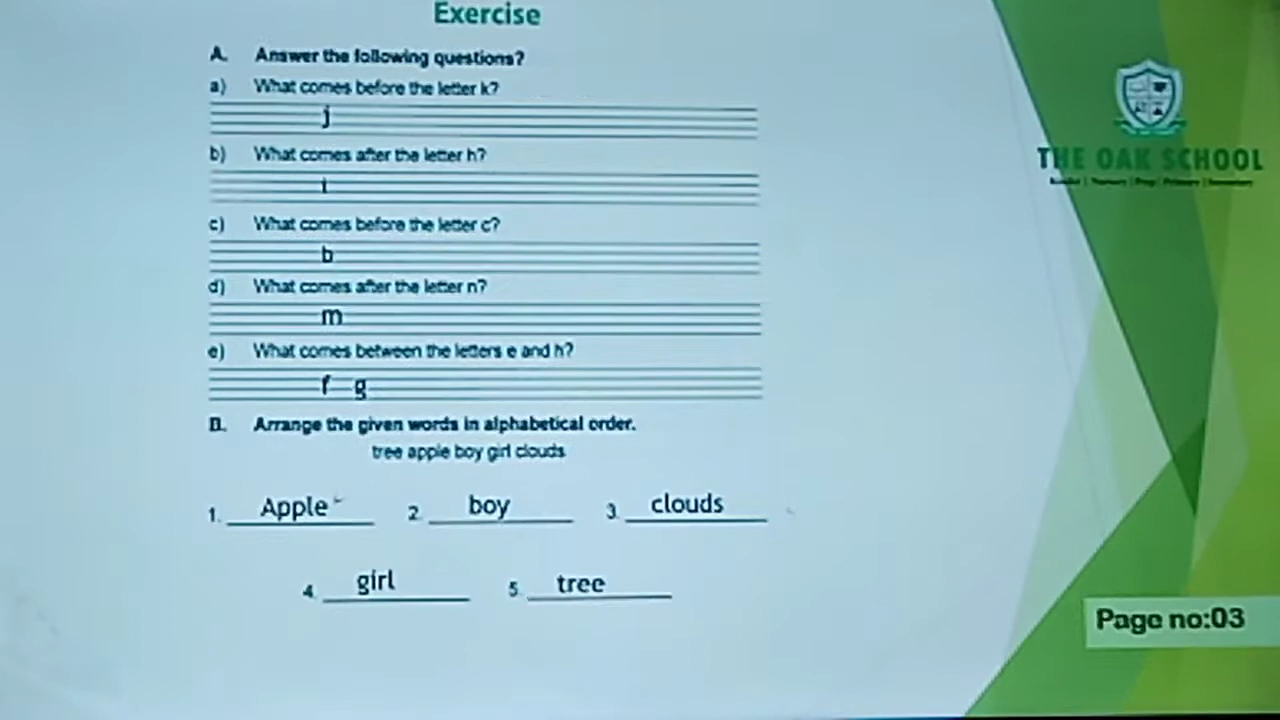 Exercise
A. Answer the following questions?
a) What comes before the letter k?
j
b) What comes after the letter h?
i
c) What comes before the letter c?
b
d) What comes after the letter n?
m
e) What comes between the letters e and h?
f g
B. Arrange the given words in alphabetical order.
tree apple boy girl clouds
1. Apple 2. boy 3. clouds
4. girl 5. tree
THE OAK SCHOOL
Page no:03